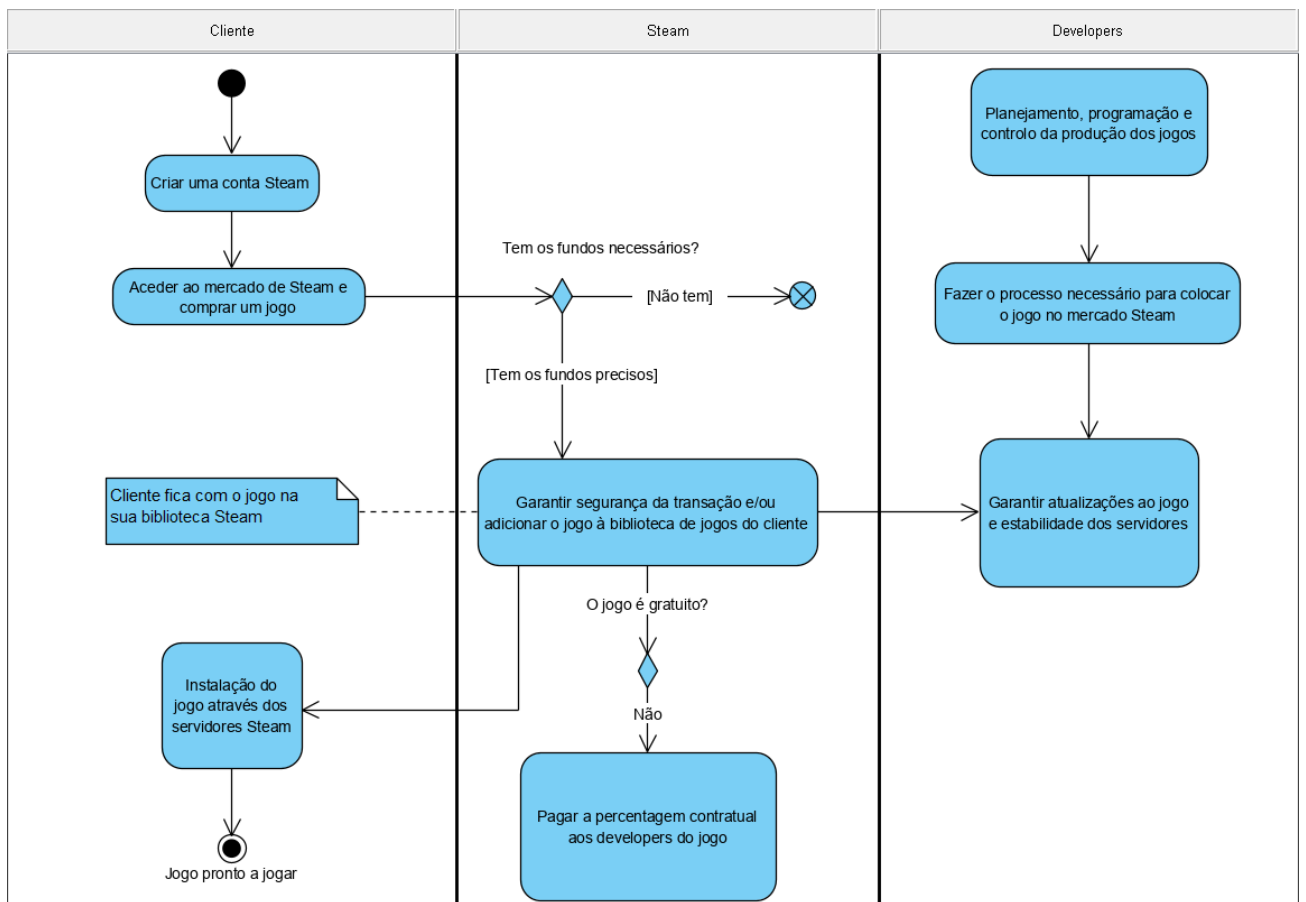 Cliente
Steam
Developers
Planejamento, programação e
controlo da produção dos jogos
Criar uma conta Steam
Tem os fundos necessários?
Aceder ao mercado de Steam e
comprar um jogo
[Não tem]
Fazer o processo necessário para colocar
o jogo no mercado Steam
[Tem os fundos precisos]
Cliente fica com o jogo na
sua biblioteca Steam
Garantir segurança da transação e/ou
adicionar o jogo à biblioteca de jogos do cliente
Garantir atualizações ao jogo
e estabilidade dos servidores
O jogo é gratuito?
Instalação do
jogo através dos
servidores Steam
Não
Pagar a percentagem contratual
aos developers do jogo
Jogo pronto a jogar